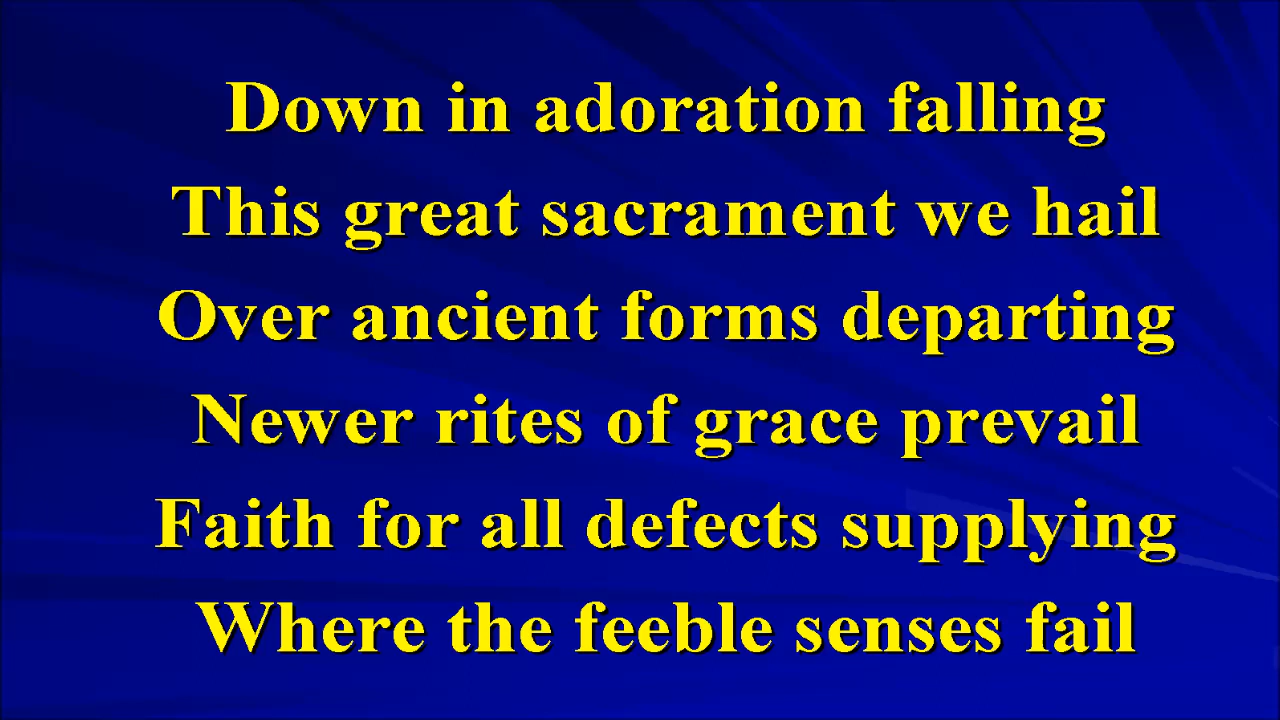 Down in adoration falling
This great sacrament we hail
Over ancient forms departing
Newer rites of grace prevail
Faith for all defects supplying
Where the feeble senses fail